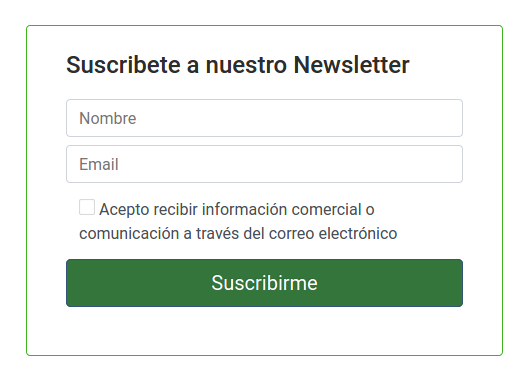 Suscribete a nuestro Newsletter
Nombre
Email
Acepto recibir información comercial o
comunicación a través del correo electrónico
Suscribirme